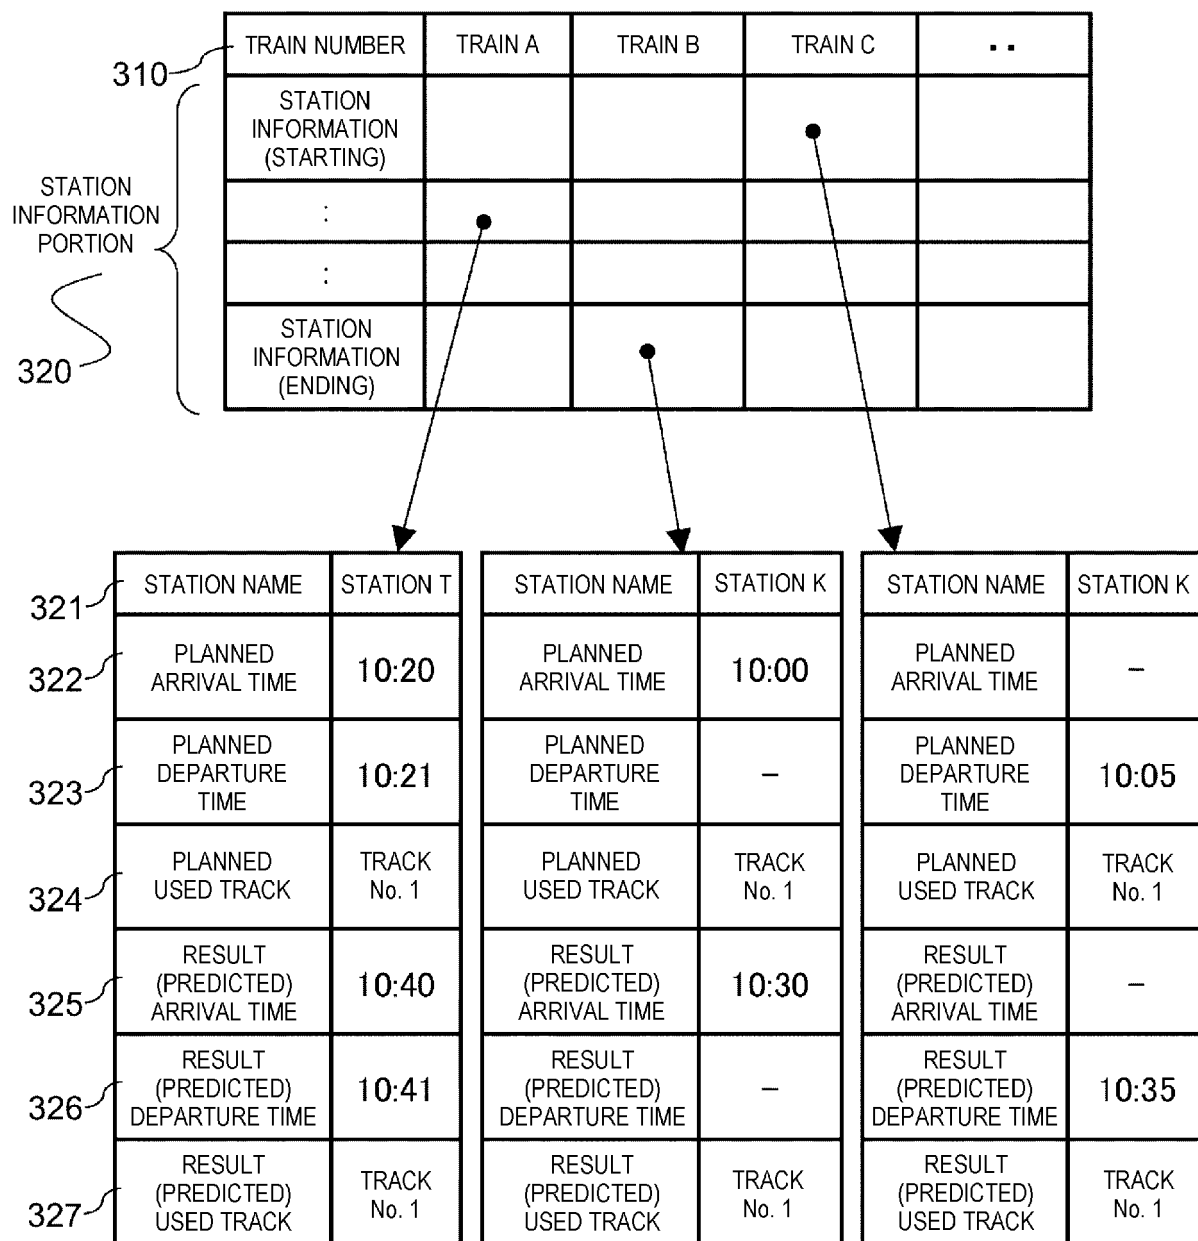 TRAIN NUMBER TRAIN A TRAIN B TRAIN C ..
310
STATION
INFORMATION
(STARTING)
STATION
INFORMATION
PORTION
:
:
320
STATION
INFORMATION
(ENDING)
321
STATION NAME STATION T STATION NAME STATION K STATION NAME STATION K
322
PLANNED
ARRIVAL TIME
10:20
PLANNED
ARRIVAL TIME
10:00
PLANNED
ARRIVAL TIME
–
323
PLANNED
DEPARTURE
TIME
10:21
PLANNED
DEPARTURE
TIME
–
PLANNED
DEPARTURE
TIME
10:05
324
PLANNED
USED TRACK
TRACK
No. 1
PLANNED
USED TRACK
TRACK
No. 1
PLANNED
USED TRACK
TRACK
No. 1
325
RESULT
(PREDICTED)
ARRIVAL TIME
10:40
RESULT
(PREDICTED)
ARRIVAL TIME
10:30
RESULT
(PREDICTED)
ARRIVAL TIME
–
326
RESULT
(PREDICTED)
DEPARTURE TIME
10:41
RESULT
(PREDICTED)
DEPARTURE TIME
–
RESULT
(PREDICTED)
DEPARTURE TIME
10:35
327
RESULT
(PREDICTED)
USED TRACK
TRACK
No. 1
RESULT
(PREDICTED)
USED TRACK
TRACK
No. 1
RESULT
(PREDICTED)
USED TRACK
TRACK
No. 1